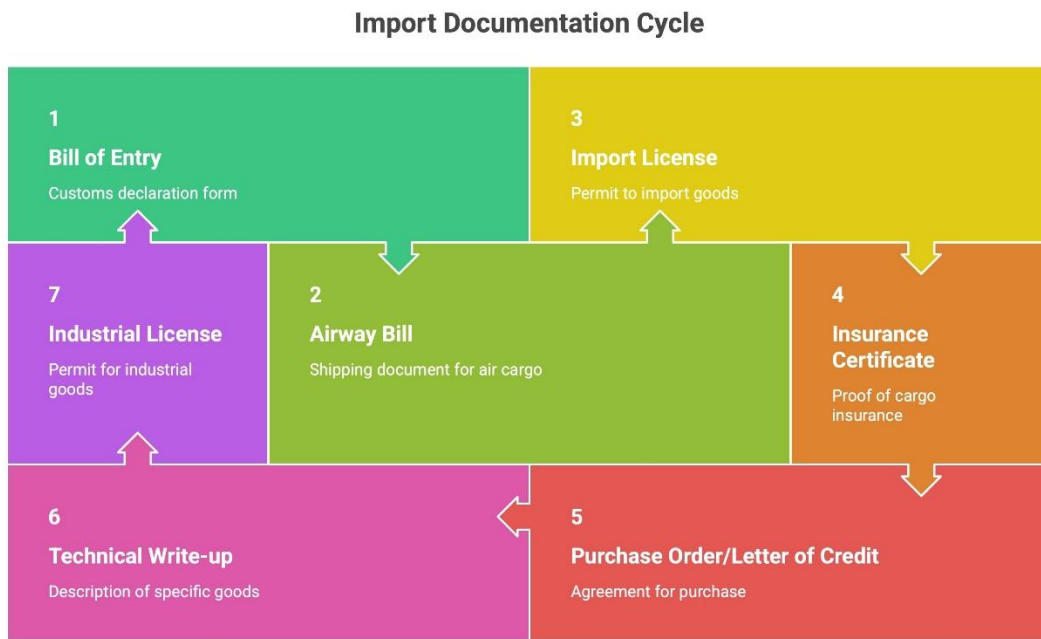 Import Documentation Cycle
1
Bill of Entry
Customs declaration form
3
Import License
Permit to import goods
7
Industrial License
Permit for industrial
goods
2
Airway Bill
Shipping document for air cargo
4
Insurance
Certificate
Proof of cargo
insurance
6
Technical Write-up
Description of specific goods
5
Purchase Order/Letter of Credit
Agreement for purchase